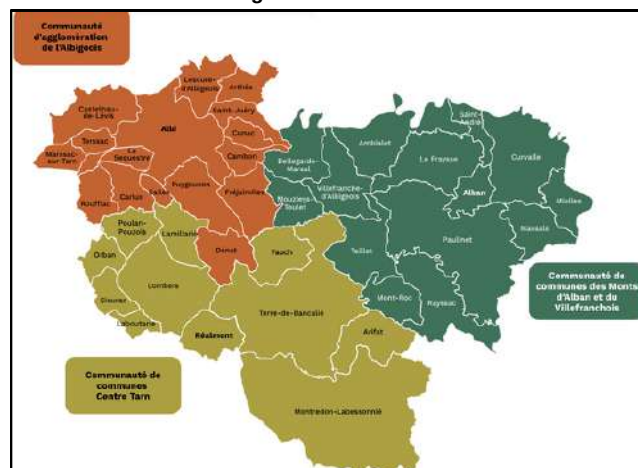 Communauté
d'agglomération
de l'Albigeois
Lescure-
d'Albigeois
Arthès
Saint-Juéry
Castelnau-
de-Lévis
Albi
Cunac
Terssac
Le
Sequestre
Cambon
Marssac-
sur-Tarn
Puygouzon
Rouffiac
Carlus
Saliès
Fréjairolles
Dénat
Saint-
André
Ambialet
Bellegarde-
Marsal
La Fraisse
Curvalle
Mouzieys-
Teulet
Villefranche-
d'Albigeois
Alban
Miolles
Massals
Paulinet
Teillet
Mont-Roc
Rayssac
Communauté de
communes des Monts
d'Alban et du
Villefranchois
Poulan-
Pouzols
Lamillarié
Orban
Fauch
Lombers
Sieurac
Terre-de-Bancalié
Laboutarie
Réalmont
Arifat
Communauté de
communes
Centre Tarn
Montredon-Labessonnié